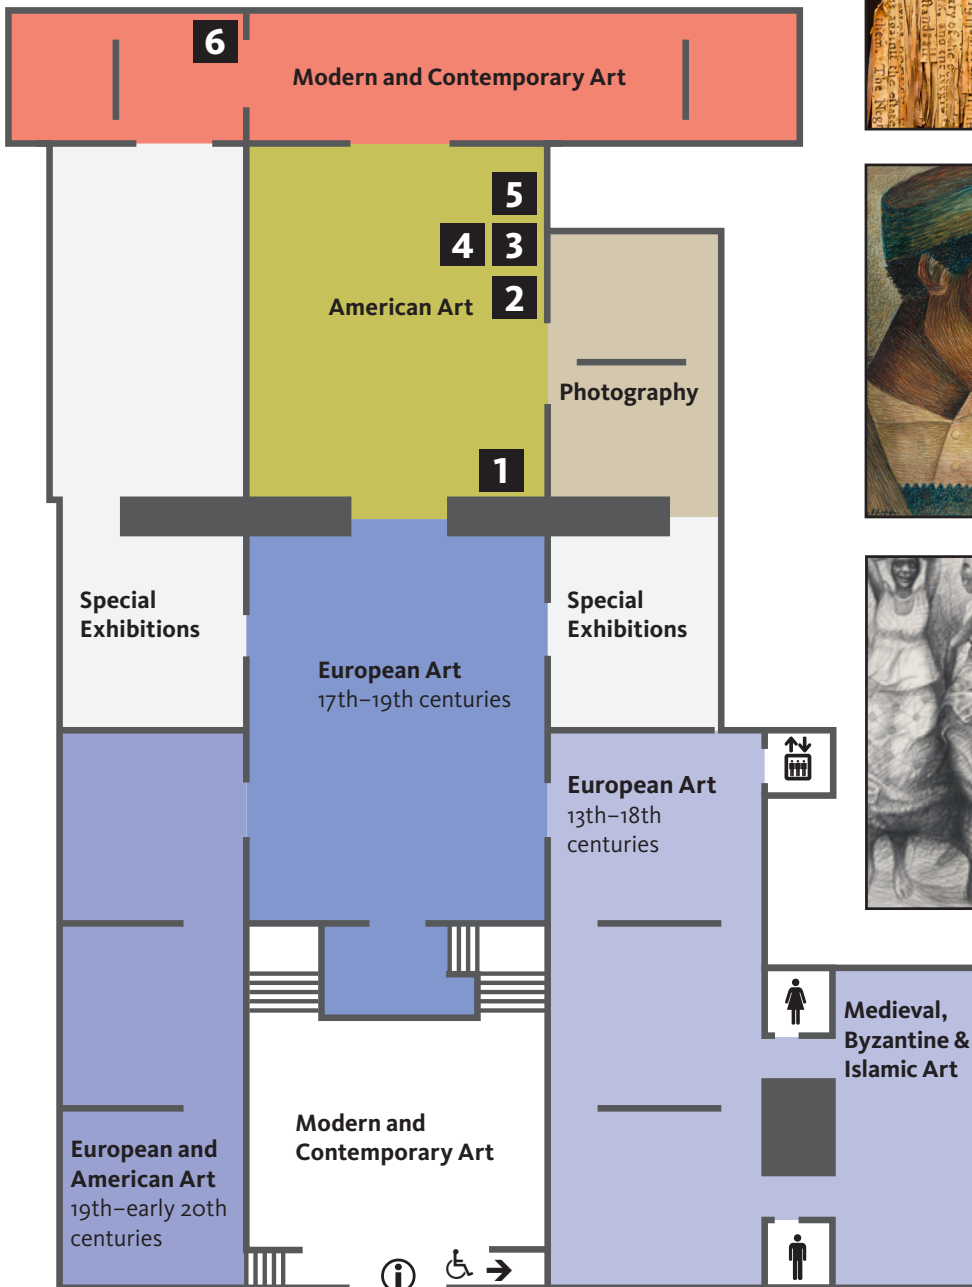 6
Modern and Contemporary Art
5
4
3
American Art
2
Photography
1
Special
Exhibitions
Special
Exhibitions
European Art
17th–19th centuries
European Art
13th–18th
centuries
Medieval,
Byzantine &
Islamic Art
Modern and
Contemporary Art
European and
American Art
19th–early 20th
centuries
i